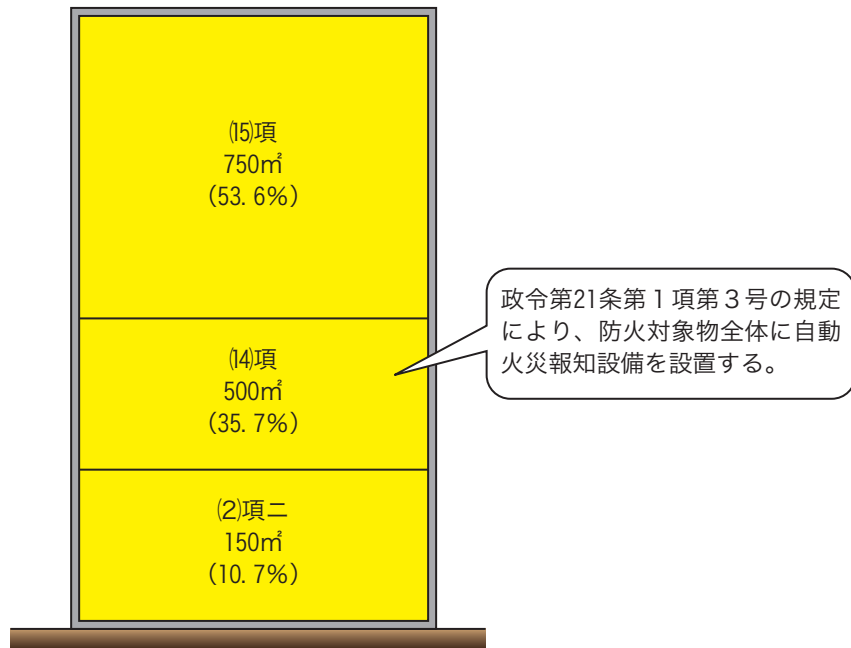 ⒂項
750㎡
（53.6％）
政令第21条第１項第３号の規定
により、防火対象物全体に自動
火災報知設備を設置する。
⒁項
500㎡
（35.7％）
⑵項ニ
150㎡
（10.7％）